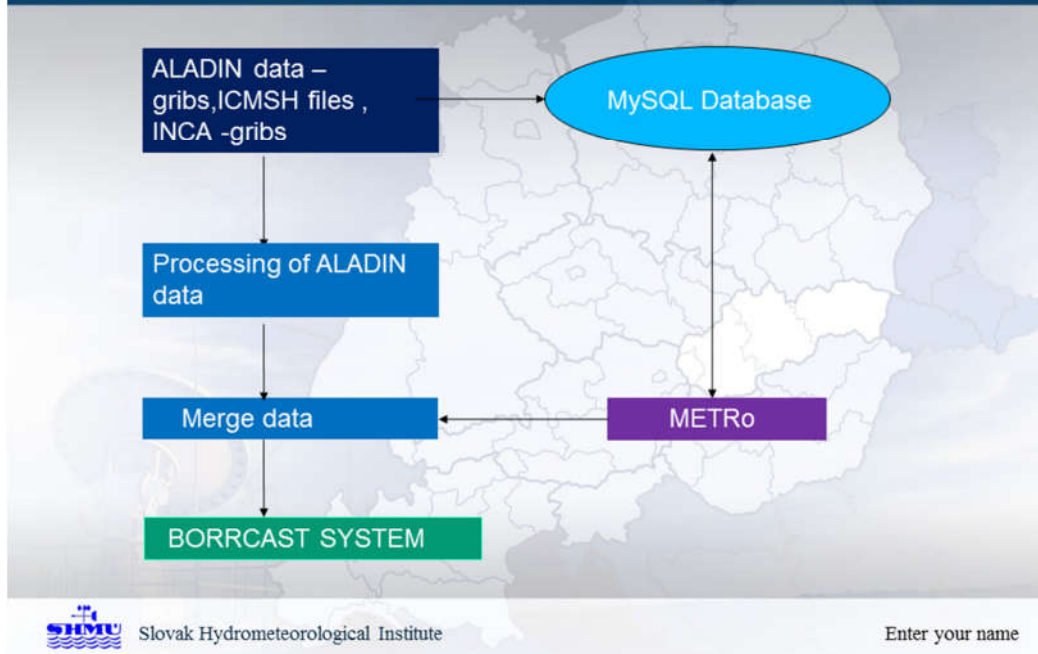 ALADIN data –
gribs,ICMSH files ,
INCA -gribs
MySQL Database
Processing of ALADIN
data
Merge data
METRo
BORRCAST SYSTEM
SHMÚ
Slovak Hydrometeorological Institute
Enter your name